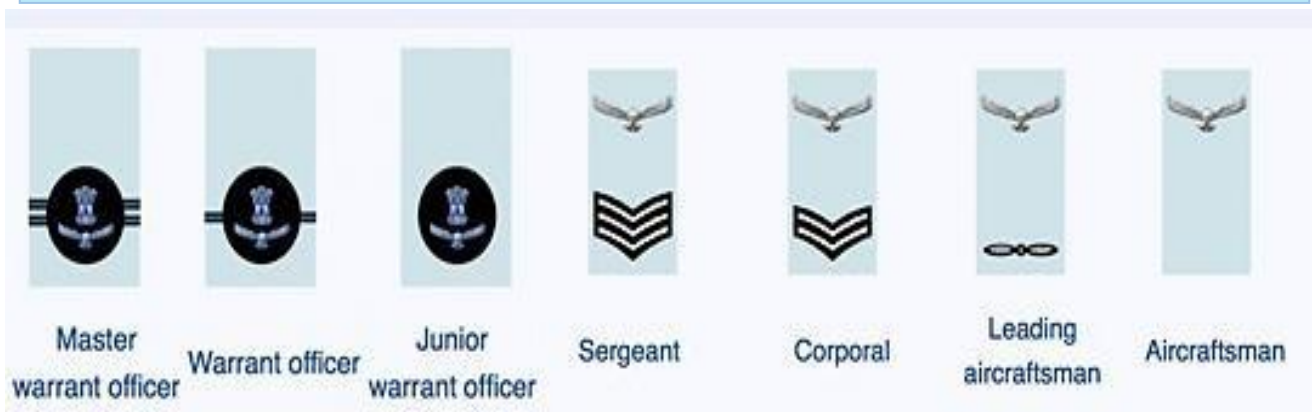 Master
warrant officer
Warrant officer
Junior
warrant officer
Sergeant
Corporal
Leading
aircraftsman
Aircraftsman